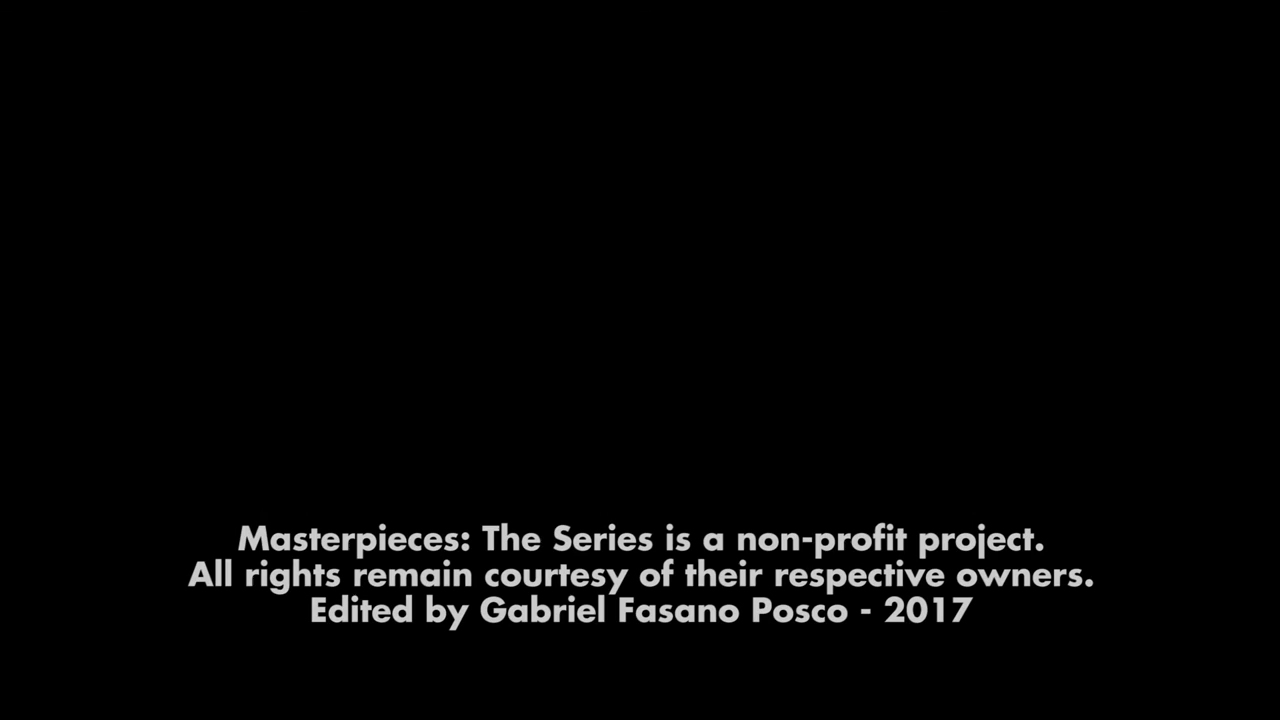 Masterpieces: The Series is a non-profit project.
All rights remain courtesy of their respective owners.
Edited by Gabriel Fasano Posco - 2017